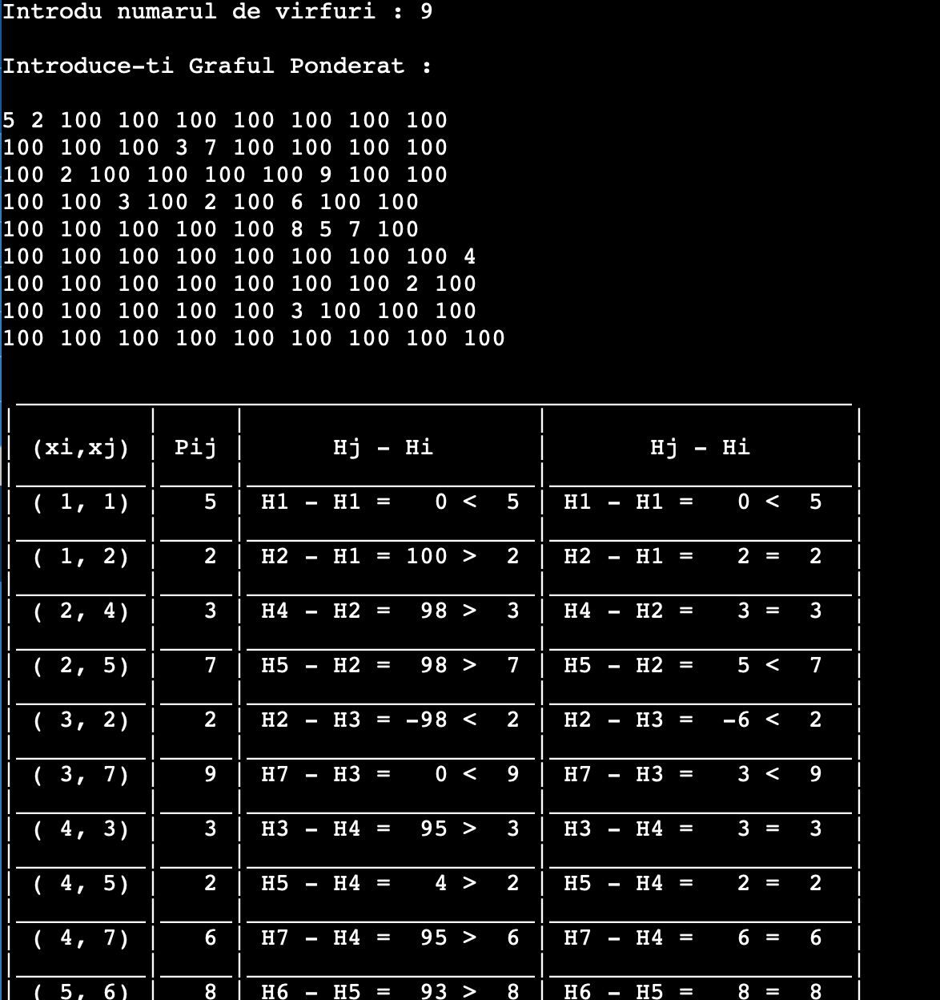 Introdu numarul de virfuri : 9
Introduce-ti Graful Ponderat :
5 2 100 100 100 100 100 100 100
100 100 100 3 7 100 100 100 100
100 2 100 100 100 100 9 100 100
100 100 3 100 2 100 6 100 100
100 100 100 100 100 8 5 7 100
100 100 100 100 100 100 100 100 4
100 100 100 100 100 100 100 2 100
100 100 100 100 100 3 100 100 100
100 100 100 100 100 100 100 100 100
(xi,xj) | Pij | Hj - Hi | Hj - Hi
( 1, 1) | 5 | H1 - H1 = 0 < 5 | H1 - H1 = 0 < 5
( 1, 2) | 2 | H2 - H1 = 100 > 2 | H2 - H1 = 2 = 2
( 2, 4) | 3 | H4 - H2 = 98 > 3 | H4 - H2 = 3 = 3
( 2, 5) | 7 | H5 - H2 = 98 > 7 | H5 - H2 = 5 < 7
( 3, 2) | 2 | H2 - H3 = -98 < 2 | H2 - H3 = -6 < 2
( 3, 7) | 9 | H7 - H3 = 0 < 9 | H7 - H3 = 3 < 9
( 4, 3) | 3 | H3 - H4 = 95 > 3 | H3 - H4 = 3 = 3
( 4, 5) | 2 | H5 - H4 = 4 > 2 | H5 - H4 = 2 = 2
( 4, 7) | 6 | H7 - H4 = 95 > 6 | H7 - H4 = 6 = 6
( 5, 6) | 8 | H6 - H5 = 93 > 8 | H6 - H5 = 8 = 8